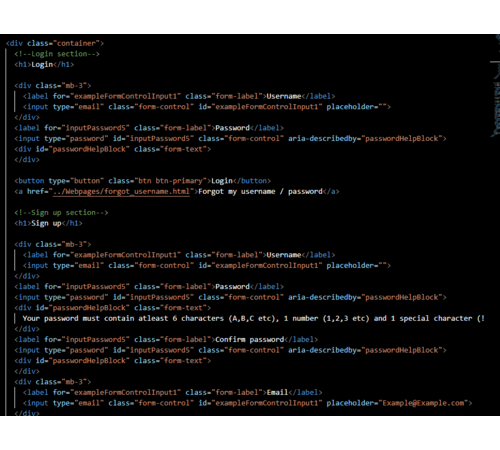 <div class="container">
<!--Login section-->
<h1>Login</h1>
<div class="mb-3">
<label for="exampleFormControlInput1" class="form-label">Username</label>
<input type="email" class="form-control" id="exampleFormControlInput1" placeholder="">
</div>
<label for="inputPassword5" class="form-label">Password</label>
<input type="password" id="inputPassword5" class="form-control" aria-describedby="passwordHelpBlock">
<div id="passwordHelpBlock" class="form-text">
</div>
<button type="button" class="btn btn-primary">Login</button>
<a href="../Webpages/forgot_username.html">Forgot my username / password</a>
<!--Sign up section-->
<h1>Sign up</h1>
<div class="mb-3">
<label for="exampleFormControlInput1" class="form-label">Username</label>
<input type="email" class="form-control" id="exampleFormControlInput1" placeholder="">
</div>
<label for="inputPassword5" class="form-label">Password</label>
<input type="password" id="inputPassword5" class="form-control" aria-describedby="passwordHelpBlock">
<div id="passwordHelpBlock" class="form-text">
Your password must contain atleast 6 characters (A,B,C etc), 1 number (1,2,3 etc) and 1 special character (!
</div>
<label for="inputPassword5" class="form-label">Confirm password</label>
<input type="password" id="inputPassword5" class="form-control" aria-describedby="passwordHelpBlock">
<div id="passwordHelpBlock" class="form-text">
</div>
<div class="mb-3">
<label for="exampleFormControlInput1" class="form-label">Email</label>
<input type="email" class="form-control" id="exampleFormControlInput1" placeholder="Example@Example.com">
</div>